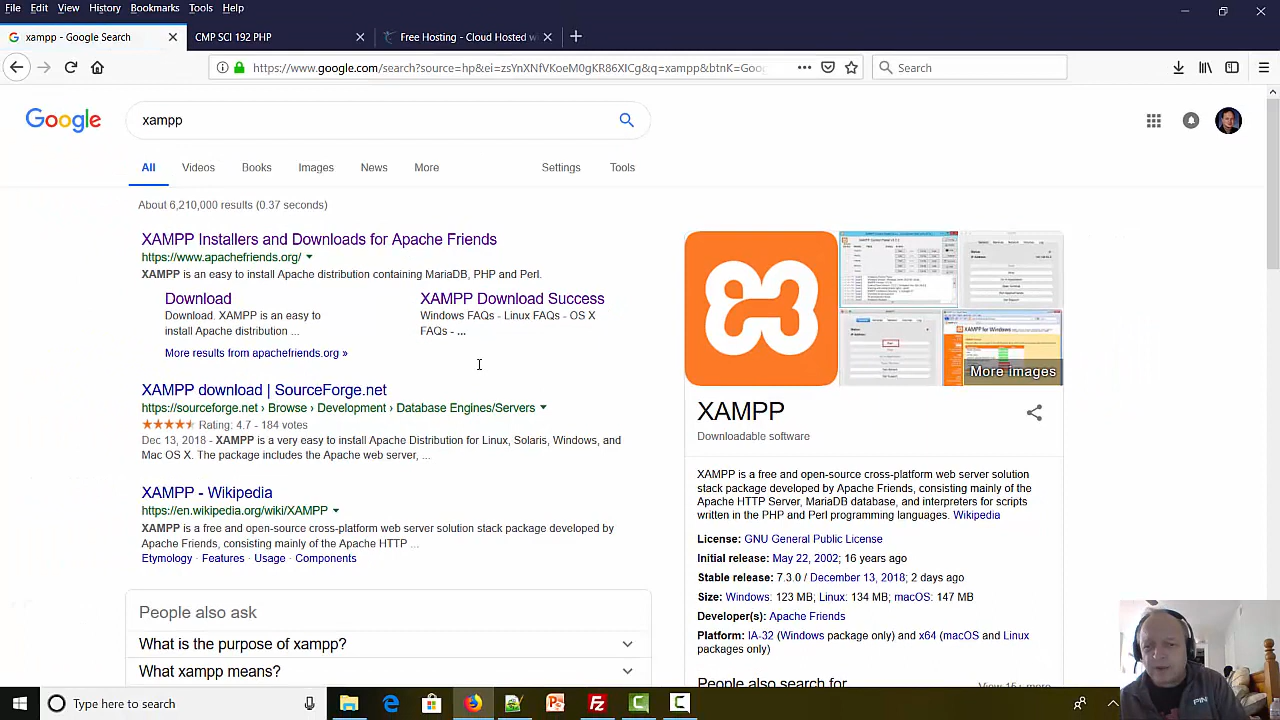 File Edit View History Bookmarks Tools Help
xampp - Google Search
CMP SCI 192 PHP
Free Hosting - Cloud Hosted w
https://www.google.com/search?source=hp&ei=zsYnXNfVKoeM0gKR86XICg&q=xampp&btnK=Goo
Search
Google
xampp
All Videos Books Images News More Settings Tools
About 6,210,000 results (0.37 seconds)
XAMPP Installers and Downloads for Apache Friends
https://www.apachefriends.org/
XAMPP is an easy to install Apache distribution containing MariaDB, PHP and Perl.
Download
Download. XAMPP is an easy to
install Apache distribution ...
XAMPP Download Success
Windows FAQs - Linux FAQs - OS X
FAQs - ...
More results from apachefriends.org »
XAMPP download | SourceForge.net
https://sourceforge.net › Browse › Development › Database Engines/Servers
Rating: 4.7 - 184 votes
Dec 13, 2018 - XAMPP is a very easy to install Apache Distribution for Linux, Solaris, Windows, and
Mac OS X. The package includes the Apache web server, ...
XAMPP - Wikipedia
https://en.wikipedia.org/wiki/XAMPP
XAMPP is a free and open-source cross-platform web server solution stack package developed by
Apache Friends, consisting mainly of the Apache HTTP ...
Etymology · Features · Usage · Components
People also ask
What is the purpose of xampp?
What xampp means?
More images
XAMPP
Downloadable software
XAMPP is a free and open-source cross-platform web server solution
stack package developed by Apache Friends, consisting mainly of the
Apache HTTP Server, MariaDB database, and interpreters for scripts
written in the PHP and Perl programming languages. Wikipedia
License: GNU General Public License
Initial release: May 22, 2002; 16 years ago
Stable release: 7.3.0 / December 13, 2018; 2 days ago
Size: Windows: 123 MB; Linux: 134 MB; macOS: 147 MB
Developer(s): Apache Friends
Platform: IA-32 (Windows package only) and x64 (macOS and Linux
packages only)
People also search for
View 15+ more
Type here to search